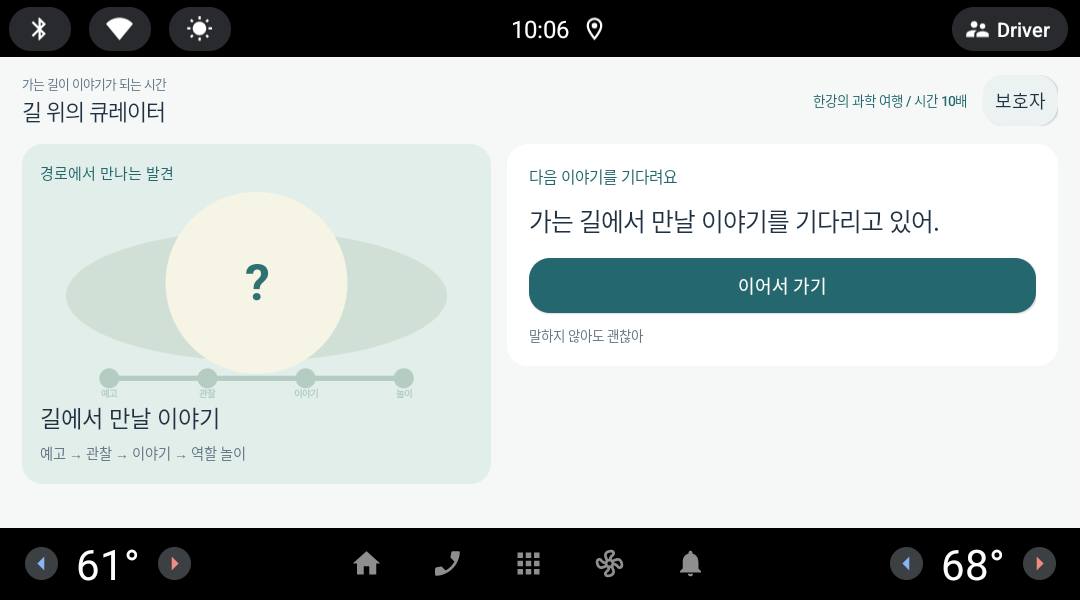 10:06
Driver
가는 길이 이야기가 되는 시간
길 위의 큐레이터
한강의 과학 여행 / 시간 10배
보호자
경로에서 만나는 발견
?
예고
관찰
이야기
놀이
길에서 만날 이야기
예고 → 관찰 → 이야기 → 역할 놀이
다음 이야기를 기다려요
가는 길에서 만날 이야기를 기다리고 있어.
이어서 가기
말하지 않아도 괜찮아
61°
68°